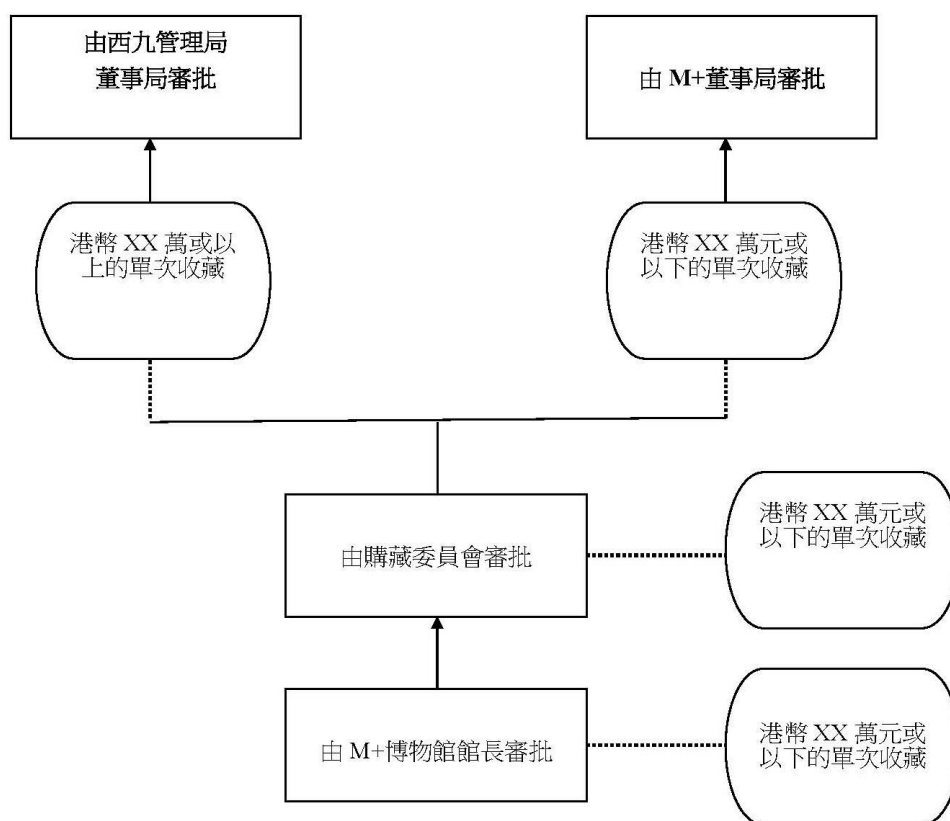 由西九管理局
董事局審批
由 M+董事局審批
港幣 XX 萬或以
上的單次收藏
港幣 XX 萬元或
以下的單次收藏
由購藏委員會審批
港幣 XX 萬元或
以下的單次收藏
由 M+博物館館長審批
港幣 XX 萬元或
以下的單次收藏